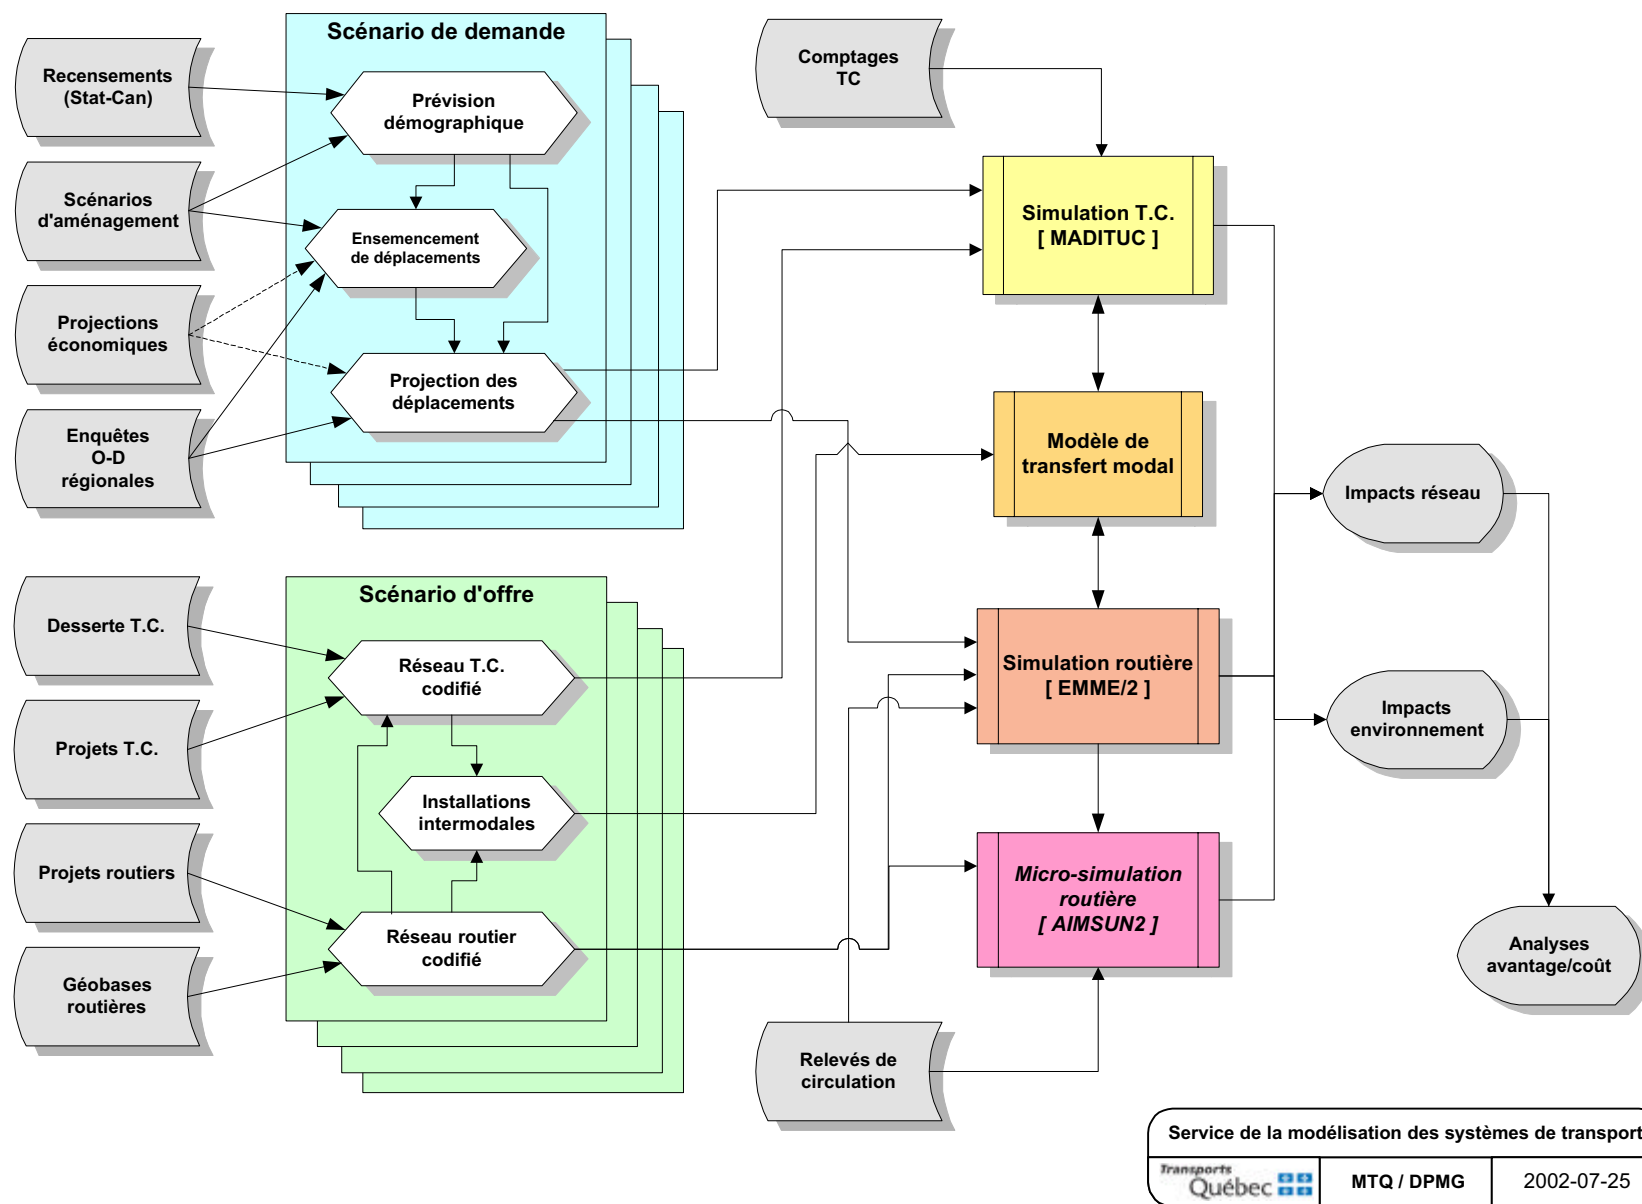 Scénario de demande
Recensements
(Stat-Can)
Scénarios
d'aménagement
Projections
économiques
Enquêtes
O-D
régionales
Prévision
démographique
Ensemencement
de déplacements
Projection des
déplacements
Scénario d'offre
Desserte T.C.
Projets T.C.
Projets routiers
Géobases
routières
Réseau T.C.
codifié
Installations
intermodales
Réseau routier
codifié
Comptages
TC
Simulation T.C.
[ MADITUC ]
Modèle de
transfert modal
Simulation routière
[ EMME/2 ]
Micro-simulation
routière
[ AIMSUN2 ]
Relevés de
circulation
Impacts réseau
Impacts
environnement
Analyses
avantage/coût
Service de la modélisation des systèmes de transport
Transports
Québec
MTQ / DPMG
2002-07-25